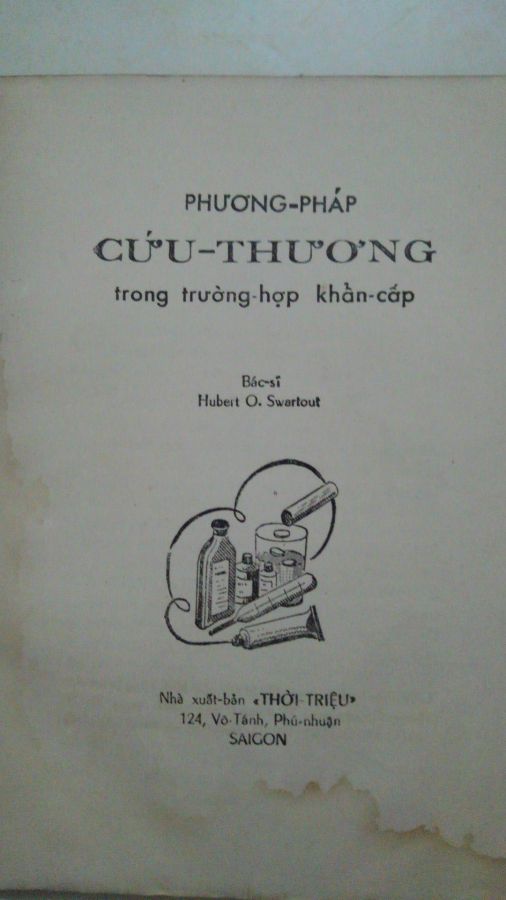 PHƯƠNG-PHÁP
CỨU-THƯƠNG
trong trường-hợp khẩn-cấp
Bác-sĩ
Hubert O. Swartout
Nhà xuất-bản «THỜI-TRIỆU»
124, Võ-Tánh, Phú-nhuận
SAIGON